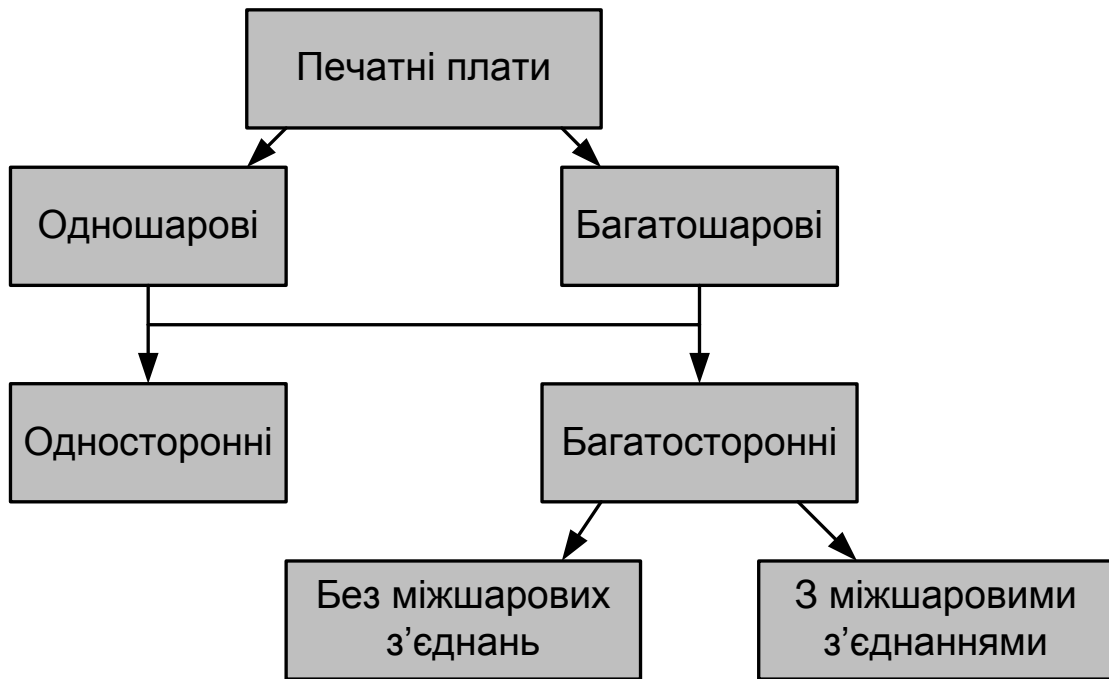 Печатні плати
Одношарові
Багатошарові
Односторонні
Багатосторонні
Без міжшарових
з’єднань
З міжшаровими
з’єднаннями